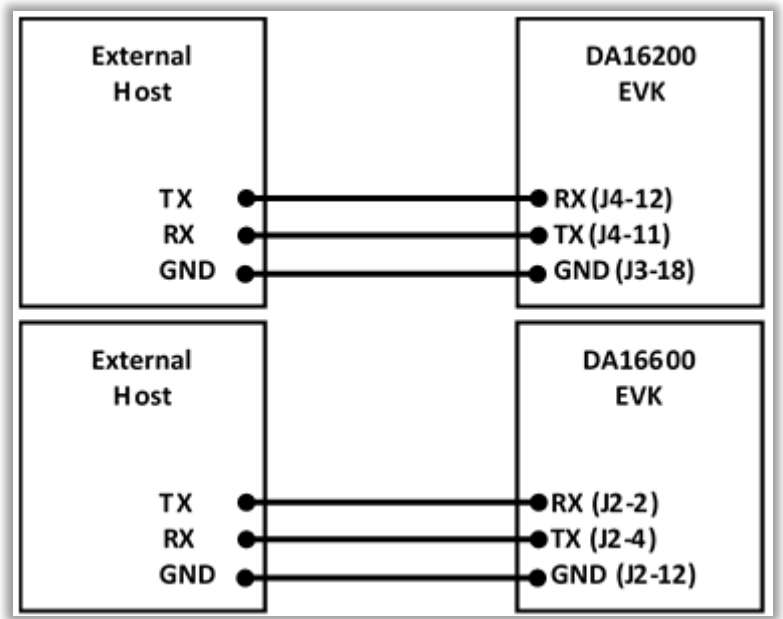 External
Host
DA16200
EVK
TX
RX (J4-12)
RX
TX (J4-11)
GND
GND (J3-18)
External
Host
DA16600
EVK
TX
RX (J2-2)
RX
TX (J2-4)
GND
GND (J2-12)